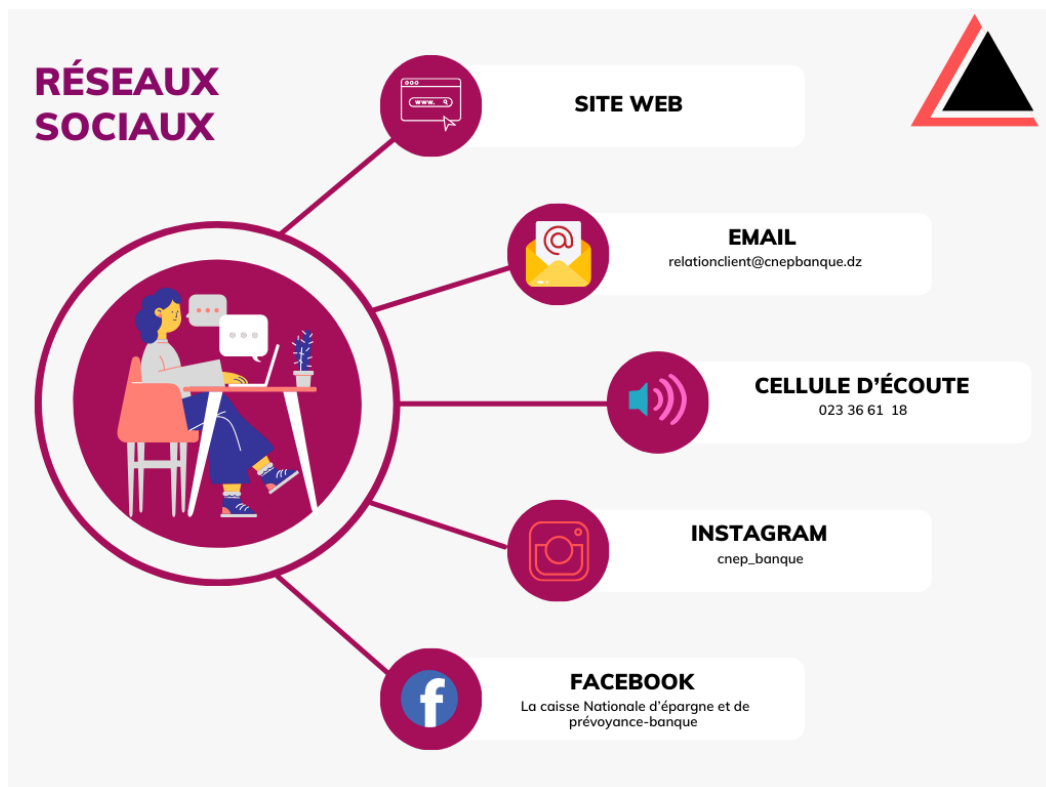 RÉSEAUX
SOCIAUX
www.
SITE WEB
EMAIL
relationclient@cnepbanque.dz
CELLULE D’ÉCOUTE
023 36 61  18
INSTAGRAM
cnep_banque
FACEBOOK
La caisse Nationale d’épargne et de
prévoyance-banque